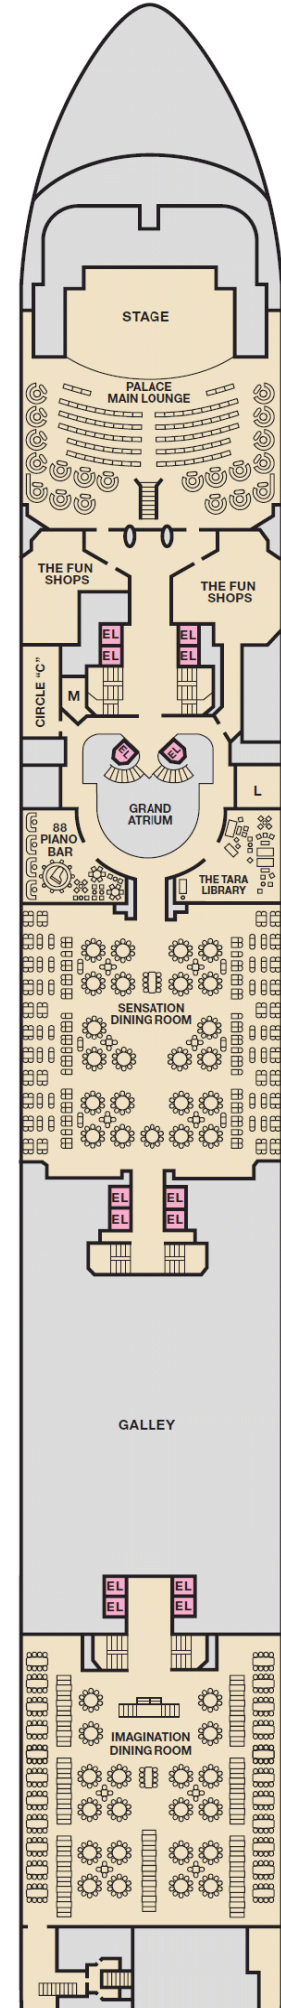 STAGE
PALACE
MAIN LOUNGE
THE FUN
SHOPS
THE FUN
SHOPS
EL
EL
EL
EL
CIRCLE "C"
M
EL
EL
L
GRAND
ATRIUM
88
PIANO
BAR
THE TARA
LIBRARY
SENSATION
DINING ROOM
EL
EL
EL
EL
GALLEY
EL
EL
EL
EL
IMAGINATION
DINING ROOM